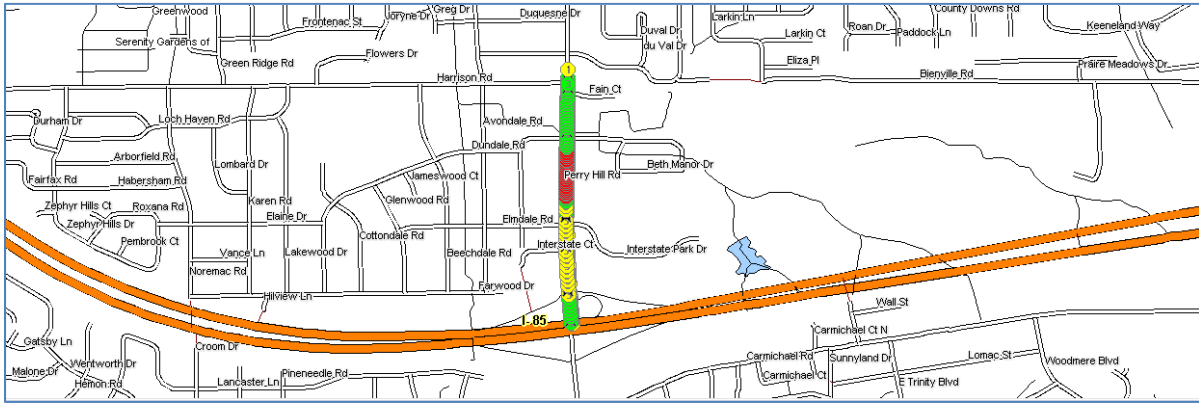 Greenwood
Joryne Dr
Greg Dr
Duquesne Dr
Larkin Ln
County Downs Rd
Frontenac St
Duval Dr
Roan Dr
Keeneland Way
Serenity Gardens of
du Val Dr
Larkin Ct
Paddock Ln
Flowers Dr
Green Ridge Rd
Eliza Pl
Prairie Meadows Dr
Harrison Rd
1
Bienville Rd
Fain Ct
Durham Dr
Loch Haven Rd
Avondale Rd
Dundale Rd
Arborfield Rd
Lombard Dr
Beth Manor Dr
Fairfax Rd
Habersham Rd
Jameswood Ct
Perry Hill Rd
Zephyr Hills Ct
Roxana Rd
Karen Rd
Glenwood Rd
Zephyr Hills Dr
Elaine Dr
Elmdale Rd
Pembrook Ct
Cottondale Rd
Vance Ln
Lakewood Dr
Beechdale Rd
Interstate Ct
Interstate Park Dr
Noremac Rd
Farwood Dr
Hilview Ln
Wall St
I-85
Gatsby Ln
Croom Dr
Carmichael Ct N
Wentworth Dr
Carmichael Rd
Sunnyland Dr
Lomac St
Woodmere Blvd
Malone Dr
Hemon Rd
Lancaster Ln
Pineneedle Rd
Carmichael Ct
E Trinity Blvd